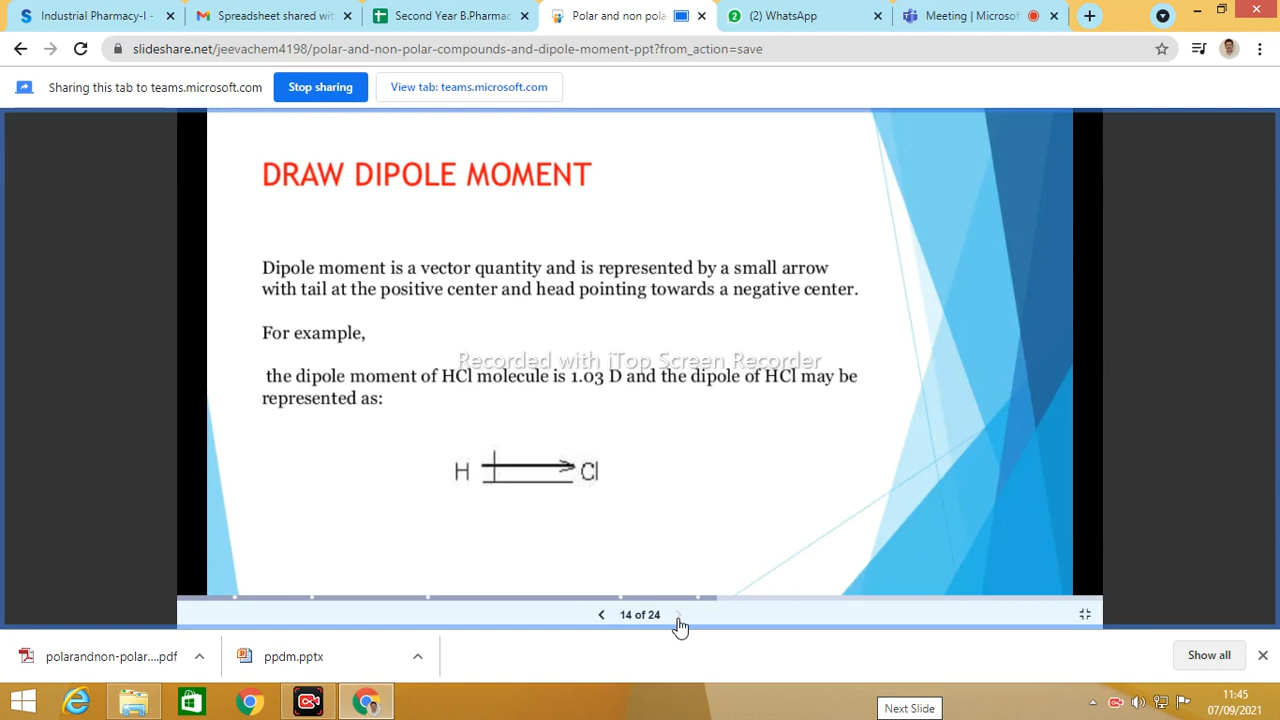 Industrial Pharmacy-I -
Spreadsheet shared wit
Second Year B.Pharmac
Polar and non pola
(2) WhatsApp
Meeting | Microsof
slideshare.net/jeevachem4198/polar-and-non-polar-compounds-and-dipole-moment-ppt?from_action=save
Sharing this tab to teams.microsoft.com
Stop sharing
View tab: teams.microsoft.com
DRAW DIPOLE MOMENT
Dipole moment is a vector quantity and is represented by a small arrow
with tail at the positive center and head pointing towards a negative center.
For example,
Recorded with iTop Screen Recorder
the dipole moment of HCl molecule is 1.03 D and the dipole of HCl may be
represented as:
H Cl
14 of 24
polarandnon-polar....pdf
ppdm.pptx
Show all
Next Slide
11:45
07/09/2021